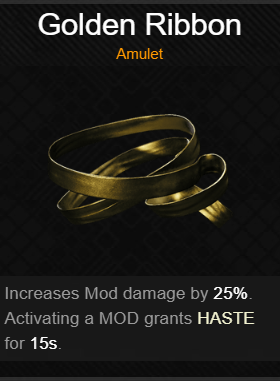 Golden Ribbon
Amulet
Increases Mod damage by 25%.
Activating a MOD grants HASTE
for 15s.